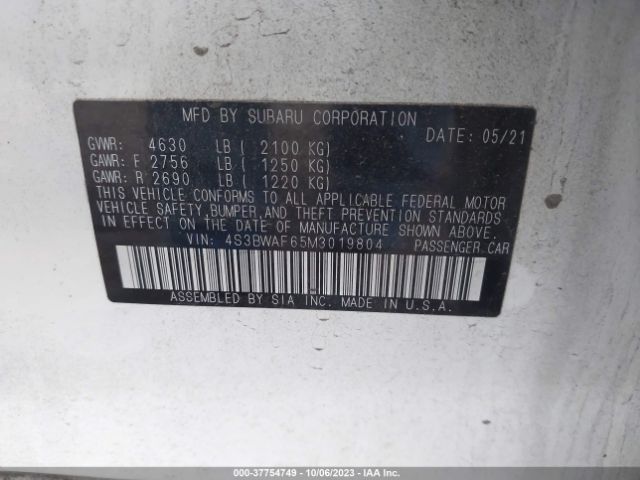 MFD BY SUBARU CORPORATION
DATE: 05/21
GVWR: 4630 LB ( 2100 KG)
GAWR: F 2756 LB ( 1250 KG)
GAWR: R 2690 LB ( 1220 KG)
THIS VEHICLE CONFORMS TO ALL APPLICABLE FEDERAL MOTOR
VEHICLE SAFETY, BUMPER, AND THEFT PREVENTION STANDARDS
IN EFFECT ON THE DATE OF MANUFACTURE SHOWN ABOVE.
VIN: 4S3BWAF65M3019804 PASSENGER CAR
ASSEMBLED BY SIA INC. MADE IN U.S.A.
000-37754749 - 10/06/2023 - IAA Inc.